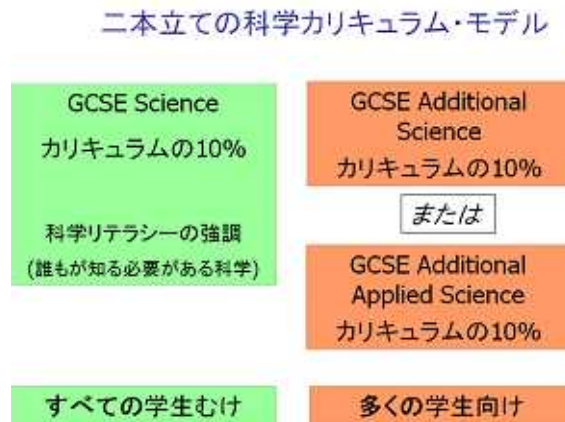 二本立ての科学カリキュラム・モデル
GCSE Science
カリキュラムの10%
科学リテラシーの強調
(誰もが知る必要がある科学)
すべての学生むけ
GCSE Additional
Science
カリキュラムの10%
または
GCSE Additional
Applied Science
カリキュラムの10%
多くの学生向け